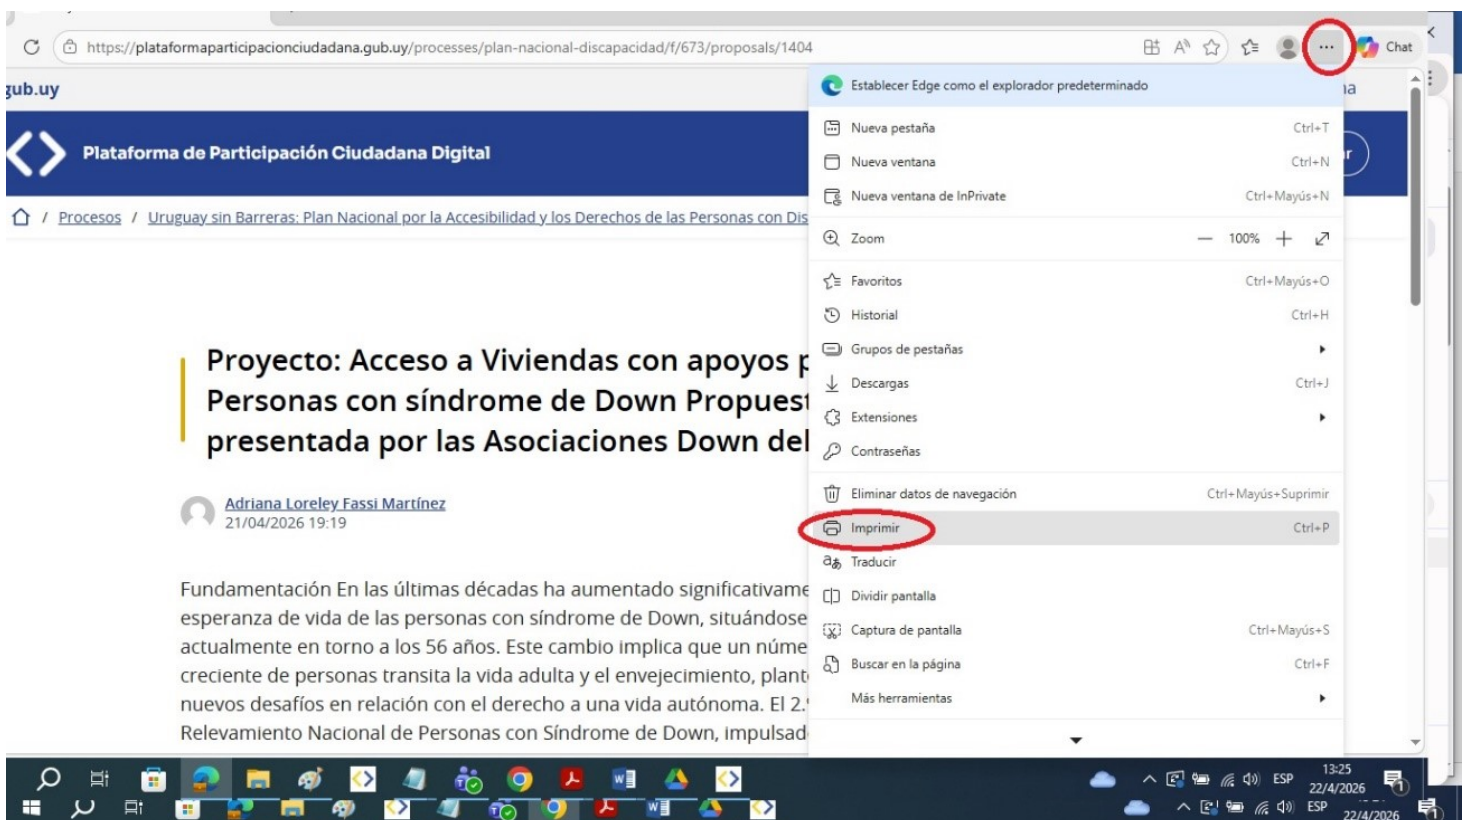 https://plataformaparticipacionciudadana.gub.uy/processes/plan-nacional-discapacidad/f/673/proposals/1404
Chat
gub.uy
Plataforma de Participación Ciudadana Digital
/ Procesos / Uruguay sin Barreras: Plan Nacional por la Accesibilidad y los Derechos de las Personas con Dis
Proyecto: Acceso a Viviendas con apoyos p
Personas con síndrome de Down Propuest
presentada por las Asociaciones Down del
Adriana Loreley Fassi Martínez
21/04/2026 19:19
Fundamentación En las últimas décadas ha aumentado significativame
esperanza de vida de las personas con síndrome de Down, situándose
actualmente en torno a los 56 años. Este cambio implica que un núme
creciente de personas transita la vida adulta y el envejecimiento, plant
nuevos desafíos en relación con el derecho a una vida autónoma. El 2.
Relevamiento Nacional de Personas con Síndrome de Down, impulsad
Establecer Edge como el explorador predeterminado
Nueva pestaña Ctrl+T
Nueva ventana Ctrl+N
Nueva ventana de InPrivate Ctrl+Mayús+N
Zoom — 100% +
Favoritos Ctrl+Mayús+O
Historial Ctrl+H
Grupos de pestañas
Descargas Ctrl+J
Extensiones
Contraseñas
Eliminar datos de navegación Ctrl+Mayús+Suprimir
Imprimir Ctrl+P
Traducir
Dividir pantalla
Captura de pantalla Ctrl+Mayús+S
Buscar en la página Ctrl+F
Más herramientas
ESP
13:25
22/4/2026
ESP
22/4/2026